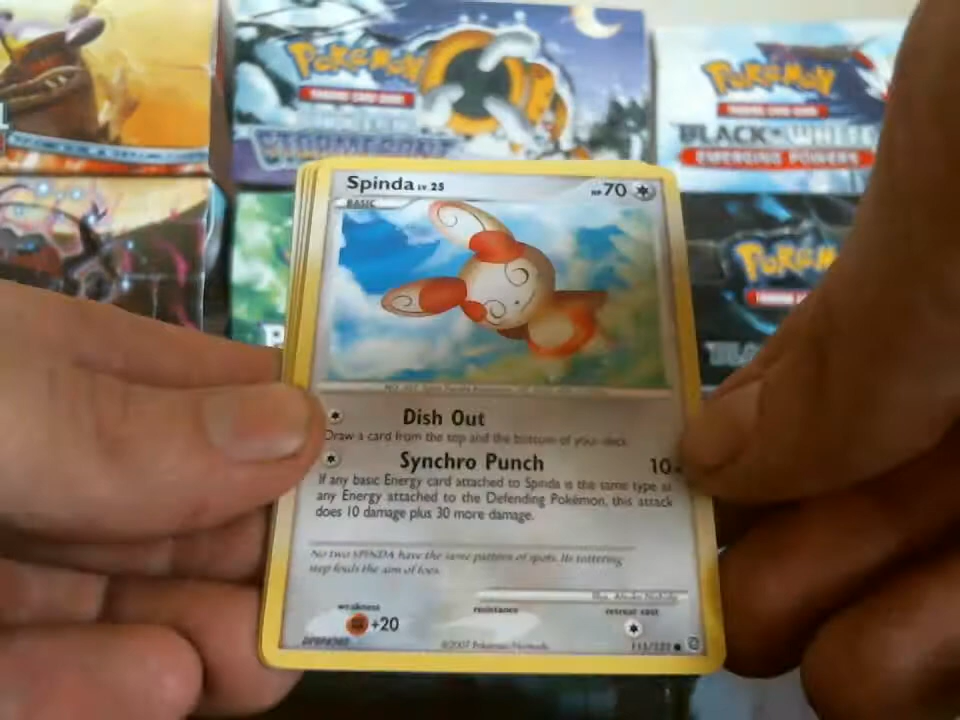 POKéMON
TRADING CARD GAME
STORMFRONT
POKéMON
TRADING CARD GAME
BLACK & WHITE
EMERGING POWERS
POKéM
Spinda LV. 25
HP 70
BASIC
Dish Out
Draw a card from the top and the bottom of your deck.
Synchro Punch 10+
If any basic Energy card attached to Spinda is the same type as
any Energy attached to the Defending Pokémon, this attack
does 10 damage plus 30 more damage.
No two SPINDA have the same pattern of spots. Its tottering
step fouls the aim of foes.
weakness
resistance
retreat cost
+20
©2007 Pokémon/Nintendo